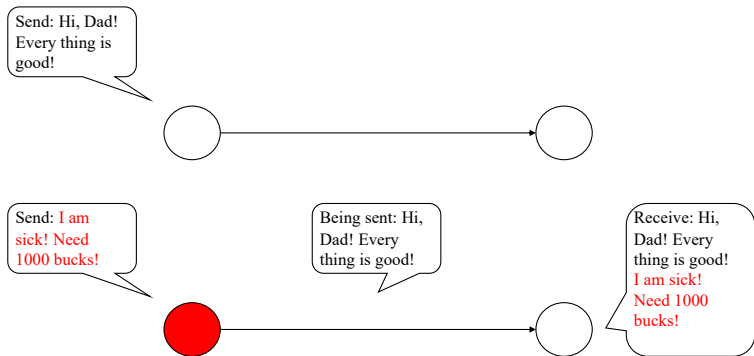 Send: Hi, Dad!
Every thing is
good!
Send: I am
sick! Need
1000 bucks!
Being sent: Hi,
Dad! Every
thing is good!
Receive: Hi,
Dad! Every
thing is good!
I am sick!
Need 1000
bucks!